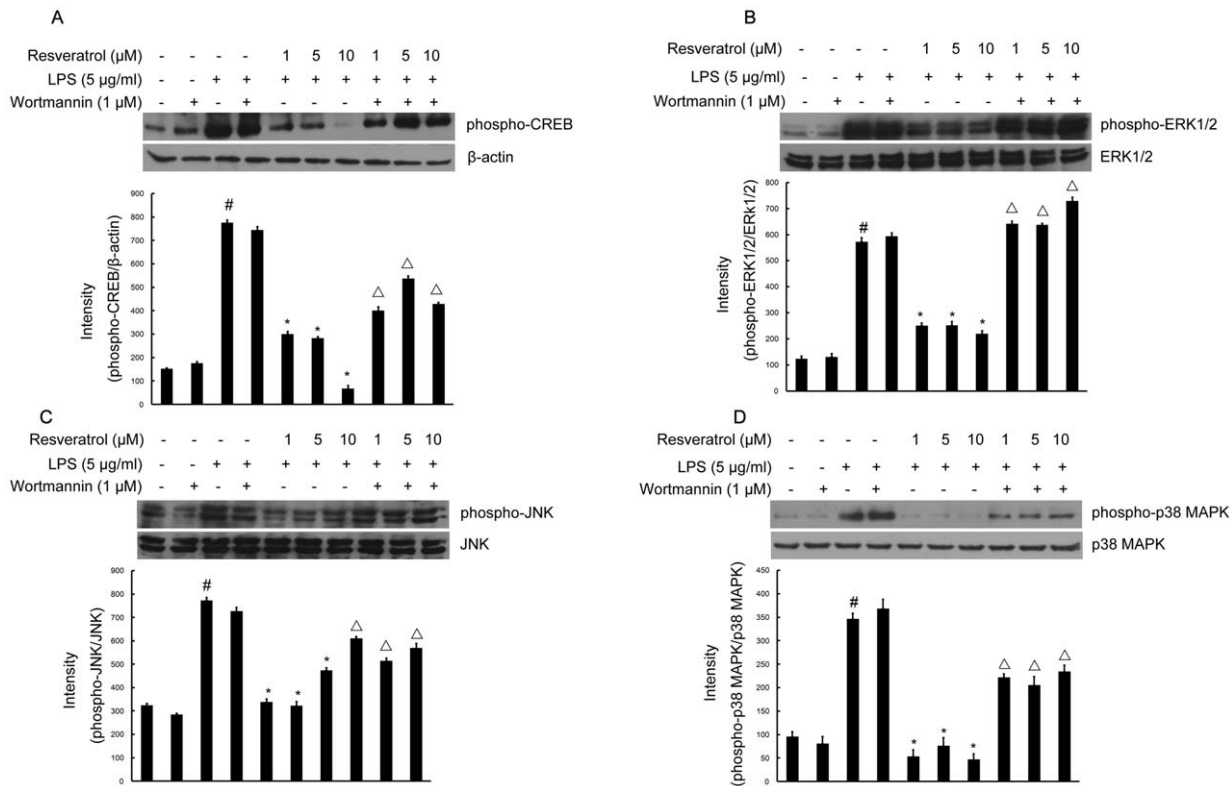 A
Resveratrol (µM) - - - - 1 5 10 1 5 10
LPS (5 µg/ml) - - + + + + + + + +
Wortmannin (1 µM) - + - + - - - + + +
phospho-CREB
β-actin
Intensity
(phospho-CREB/β-actin)
900
800
700
600
500
400
300
200
100
0
# * * * △ △ △
B
Resveratrol (µM) - - - - 1 5 10 1 5 10
LPS (5 µg/ml) - - + + + + + + + +
Wortmannin (1 µM) - + - + - - - + + +
phospho-ERK1/2
ERK1/2
Intensity
(phospho-ERK1/2/ERk1/2)
800
700
600
500
400
300
200
100
0
# * * * △ △ △
C
Resveratrol (µM) - - - - 1 5 10 1 5 10
LPS (5 µg/ml) - - + + + + + + + +
Wortmannin (1 µM) - + - + - - - + + +
phospho-JNK
JNK
Intensity
(phospho-JNK/JNK)
900
800
700
600
500
400
300
200
100
0
# * * * △ △ △
D
Resveratrol (µM) - - - - 1 5 10 1 5 10
LPS (5 µg/ml) - - + + + + + + + +
Wortmannin (1 µM) - + - + - - - + + +
phospho-p38 MAPK
p38 MAPK
Intensity
(phospho-p38 MAPK/p38 MAPK)
450
400
350
300
250
200
150
100
50
0
# * * * △ △ △